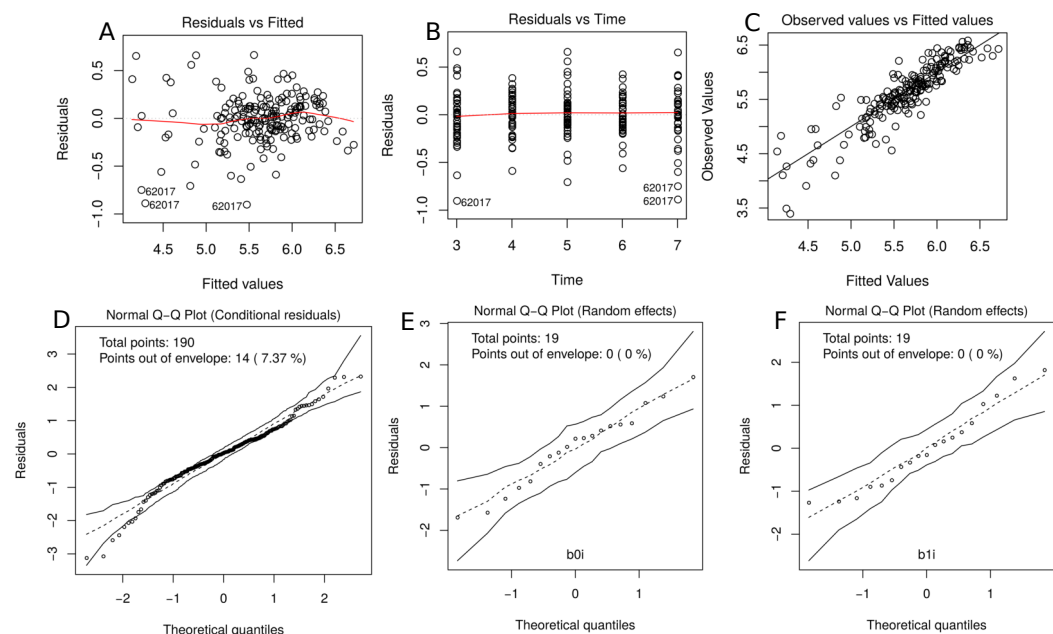 A
Residuals vs Fitted
Residuals
0.5
0.0
−0.5
−1.0
62017
62017
62017
4.5 5.0 5.5 6.0 6.5
Fitted values
B
Residuals vs Time
Residuals
0.5
0.0
−0.5
−1.0
62017
62017
62017
3 4 5 6 7
Time
C
Observed values vs Fitted values
Observed Values
6.5
5.5
4.5
3.5
4.5 5.0 5.5 6.0 6.5
Fitted Values
D
Normal Q−Q Plot (Conditional residuals)
Total points: 190
Points out of envelope: 14 ( 7.37 %)
Residuals
3
2
1
0
−1
−2
−3
−2 −1 0 1 2
Theoretical quantiles
E
Normal Q−Q Plot (Random effects)
Total points: 19
Points out of envelope: 0 ( 0 %)
Residuals
3
2
1
0
−1
−2
b0i
−1 0 1
Theoretical quantiles
F
Normal Q−Q Plot (Random effects)
Total points: 19
Points out of envelope: 0 ( 0 %)
Residuals
2
1
0
−1
−2
b1i
−1 0 1
Theoretical quantiles